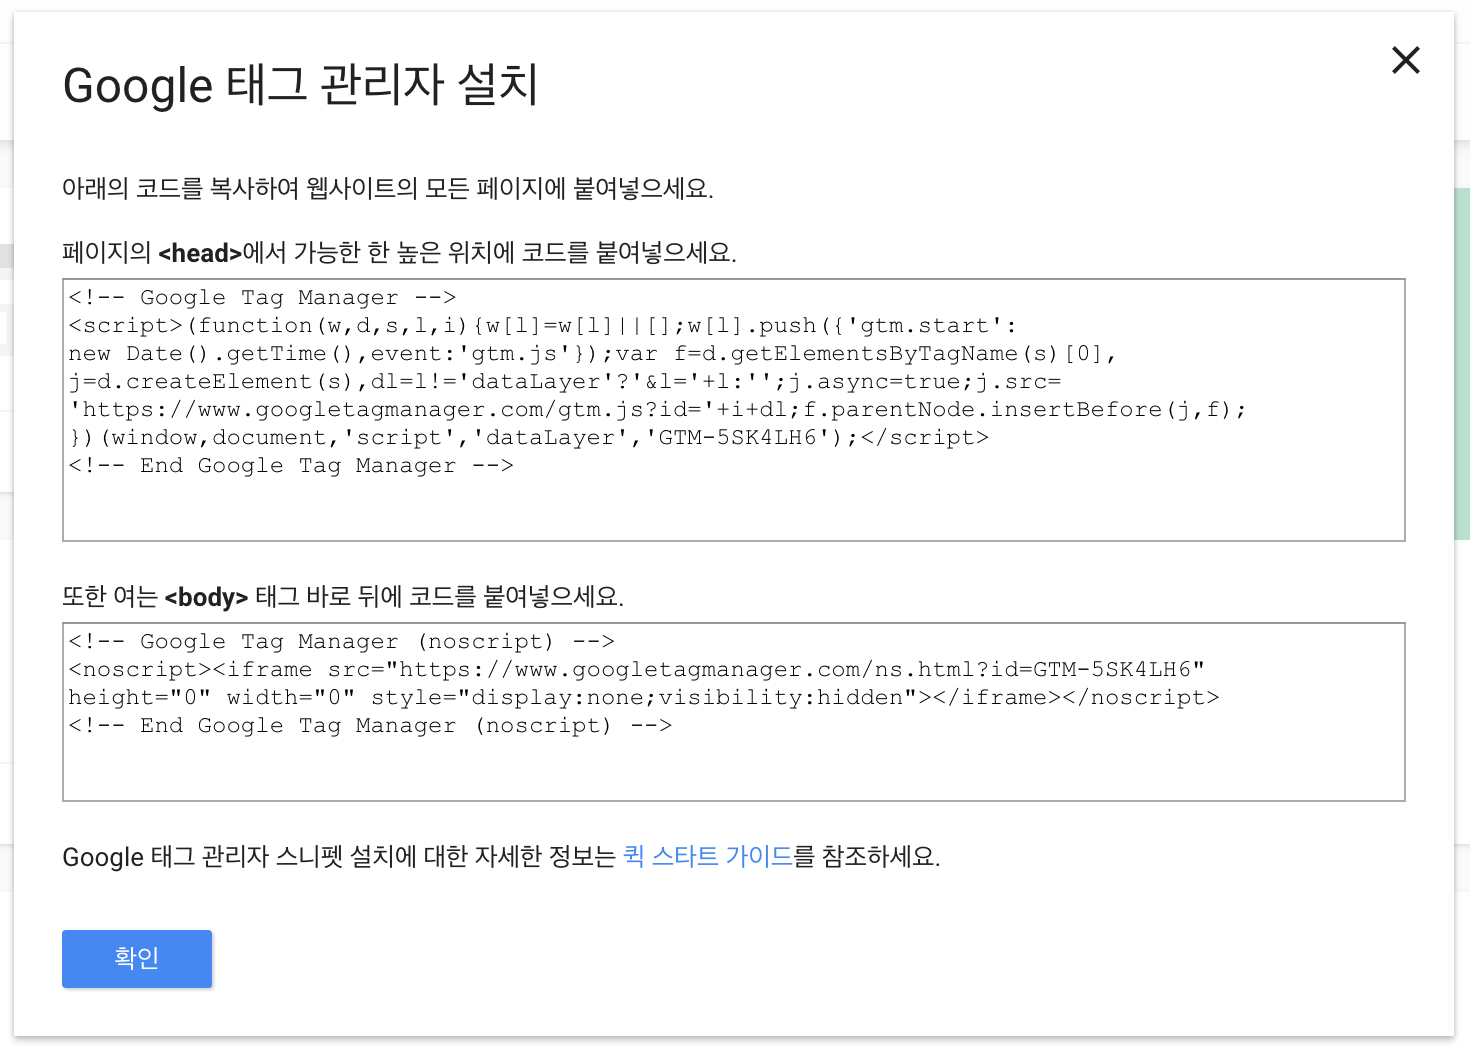 Google 태그 관리자 설치
아래의 코드를 복사하여 웹사이트의 모든 페이지에 붙여넣으세요.
페이지의 <head>에서 가능한 한 높은 위치에 코드를 붙여넣으세요.
<!-- Google Tag Manager -->
<script>(function(w,d,s,l,i){w[l]=w[l]||[];w[l].push({'gtm.start':
new Date().getTime(),event:'gtm.js'});var f=d.getElementsByTagName(s)[0],
j=d.createElement(s),dl=l!='dataLayer'?'&l='+l:'';j.async=true;j.src=
'https://www.googletagmanager.com/gtm.js?id='+i+dl;f.parentNode.insertBefore(j,f);
})(window,document,'script','dataLayer','GTM-5SK4LH6');</script>
<!-- End Google Tag Manager -->
또한 여는 <body> 태그 바로 뒤에 코드를 붙여넣으세요.
<!-- Google Tag Manager (noscript) -->
<noscript><iframe src="https://www.googletagmanager.com/ns.html?id=GTM-5SK4LH6"
height="0" width="0" style="display:none;visibility:hidden"></iframe></noscript>
<!-- End Google Tag Manager (noscript) -->
Google 태그 관리자 스니펫 설치에 대한 자세한 정보는 퀵 스타트 가이드를 참조하세요.
확인